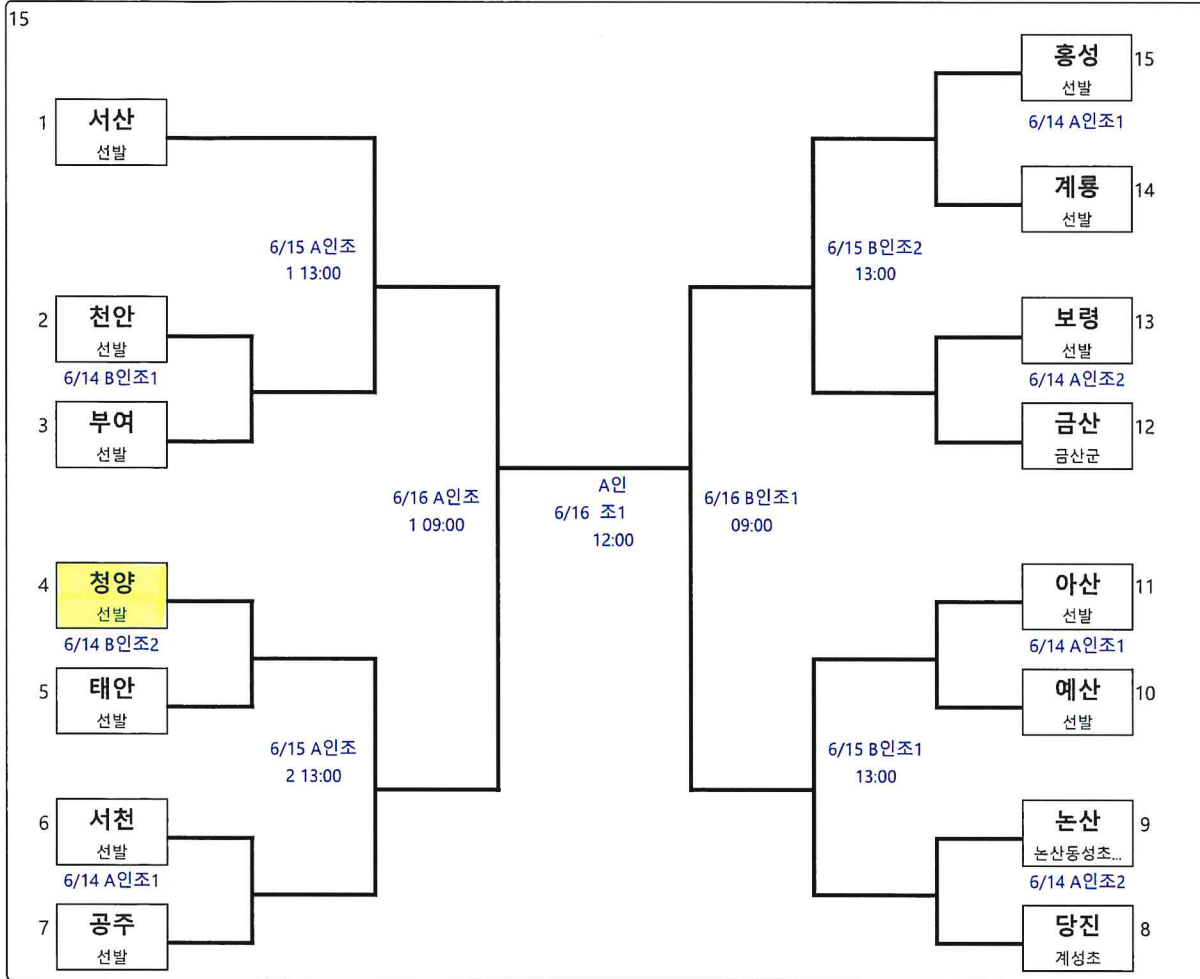 15
1
서산
선발
6/15 A인조
1 13:00
2
천안
선발
6/14 B인조1
3
부여
선발
6/16 A인조
1 09:00
4
청양
선발
6/14 B인조2
5
태안
선발
6/15 A인조
2 13:00
6
서천
선발
6/14 A인조1
7
공주
선발
A인
6/16 조1
12:00
홍성
15
선발
6/14 A인조1
계룡
14
선발
6/15 B인조2
13:00
보령
13
선발
6/14 A인조2
금산
12
금산군
6/16 B인조1
09:00
아산
11
선발
6/14 A인조1
예산
10
선발
6/15 B인조1
13:00
논산
9
논산동성초...
6/14 A인조2
당진
8
계성초